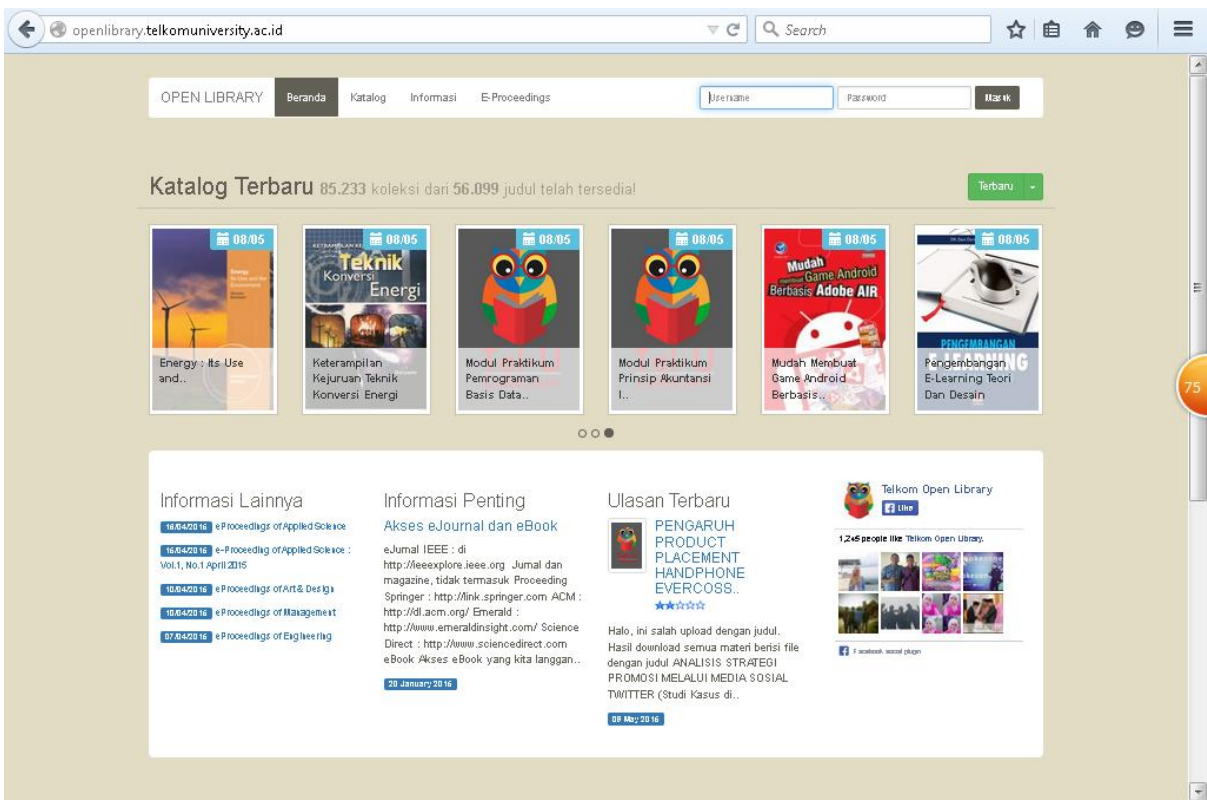 openlibrary.telkomuniversity.ac.id
Search
OPEN LIBRARY Beranda Katalog Informasi E-Proceedings Username Password Masuk
Katalog Terbaru 85.233 koleksi dari 56.099 judul telah tersedia!
Terbaru
08/05
Energy : Its Use
and..
08/05
Teknik
Konversi
Energi
Keterampilan
Kejuruan Teknik
Konversi Energi
08/05
Modul Praktikum
Pemrograman
Basis Data..
08/05
Modul Praktikum
Prinsip Akuntansi
I..
08/05
Mudah
Game Android
Berbasis Adobe AIR
Mudah Membuat
Game Android
Berbasis..
08/05
PENGEMBANGAN
E-LEARNING
Pengembangan
E-Learning Teori
Dan Desain
75
Informasi Lainnya
16/04/2016 eProceedings of Applied Science
16/04/2016 e-Proceeding of Applied Science :
Vol.1, No.1 April 2015
10/04/2016 eProceedings of Art & Design
10/04/2016 eProceedings of Management
07/04/2016 eProceedings of Engineering
Informasi Penting
Akses eJournal dan eBook
eJurnal IEEE : di
http://ieeexplore.ieee.org Jurnal dan
magazine, tidak termasuk Proceeding
Springer : http://link.springer.com ACM :
http://dl.acm.org/ Emerald :
http://www.emeraldinsight.com/ Science
Direct : http://www.sciencedirect.com
eBook Akses eBook yang kita langgan..
20 January 2016
Ulasan Terbaru
PENGARUH
PRODUCT
PLACEMENT
HANDPHONE
EVERCOSS..
Halo, ini salah upload dengan judul.
Hasil download semua materi berisi file
dengan judul ANALISIS STRATEGI
PROMOSI MELALUI MEDIA SOSIAL
TWITTER (Studi Kasus di..
08 May 2016
Telkom Open Library
Like
people like Telkom Open Library.
Facebook social plugin